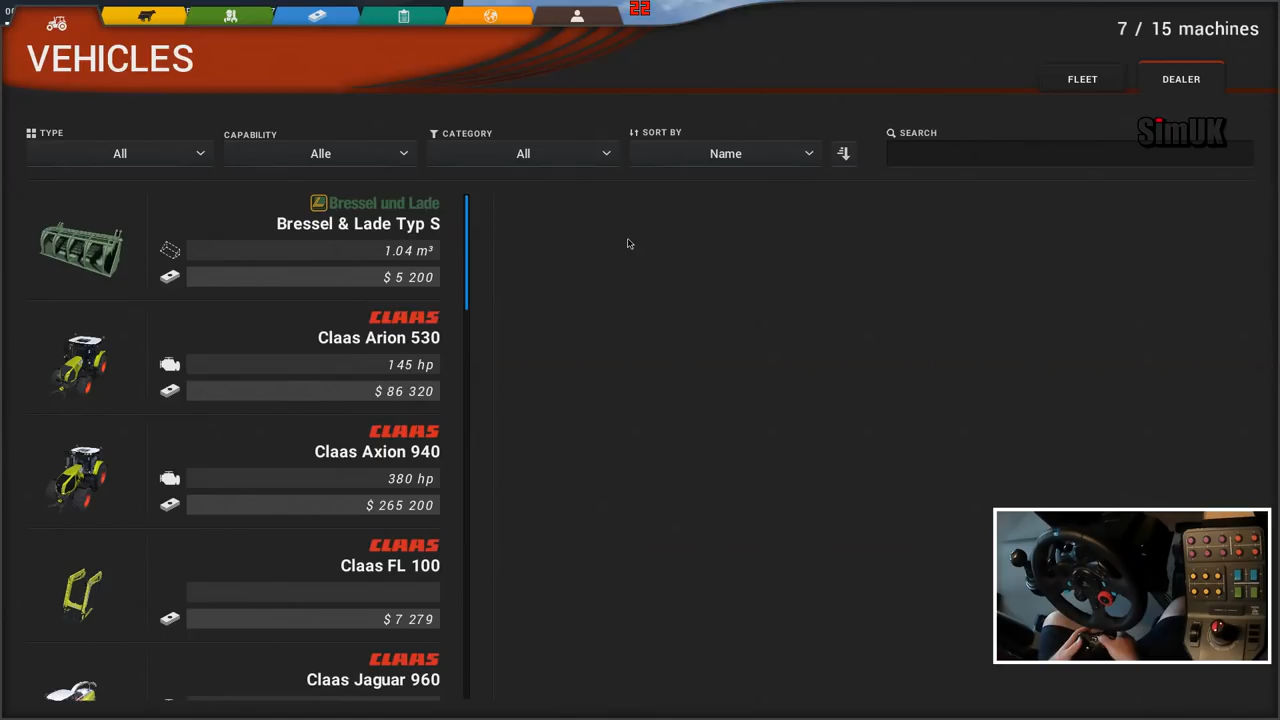 22
VEHICLES
7 / 15 machines
FLEET
DEALER
TYPE
CAPABILITY
CATEGORY
SORT BY
SEARCH
SimUK
All
Alle
All
Name
Bressel und Lade
Bressel & Lade Typ S
1.04 m³
$ 5 200
CLAAS
Claas Arion 530
145 hp
$ 86 320
CLAAS
Claas Axion 940
380 hp
$ 265 200
CLAAS
Claas FL 100
$ 7 279
CLAAS
Claas Jaguar 960